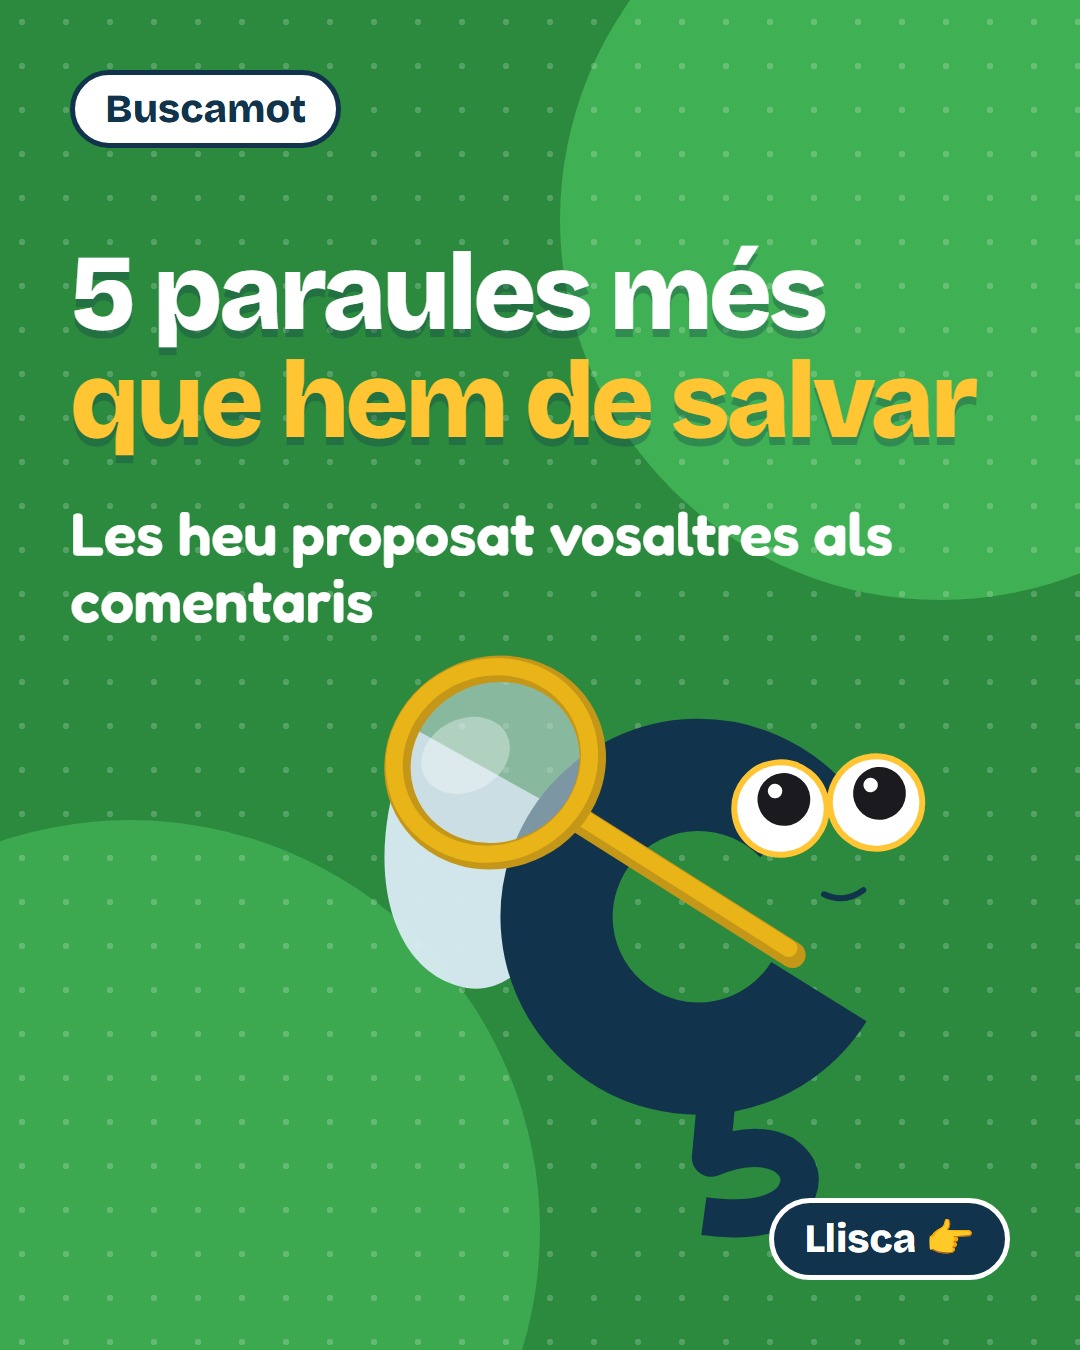 Buscamot
5 paraules més
que hem de salvar
Les heu proposat vosaltres als
comentaris
Llisca 👉